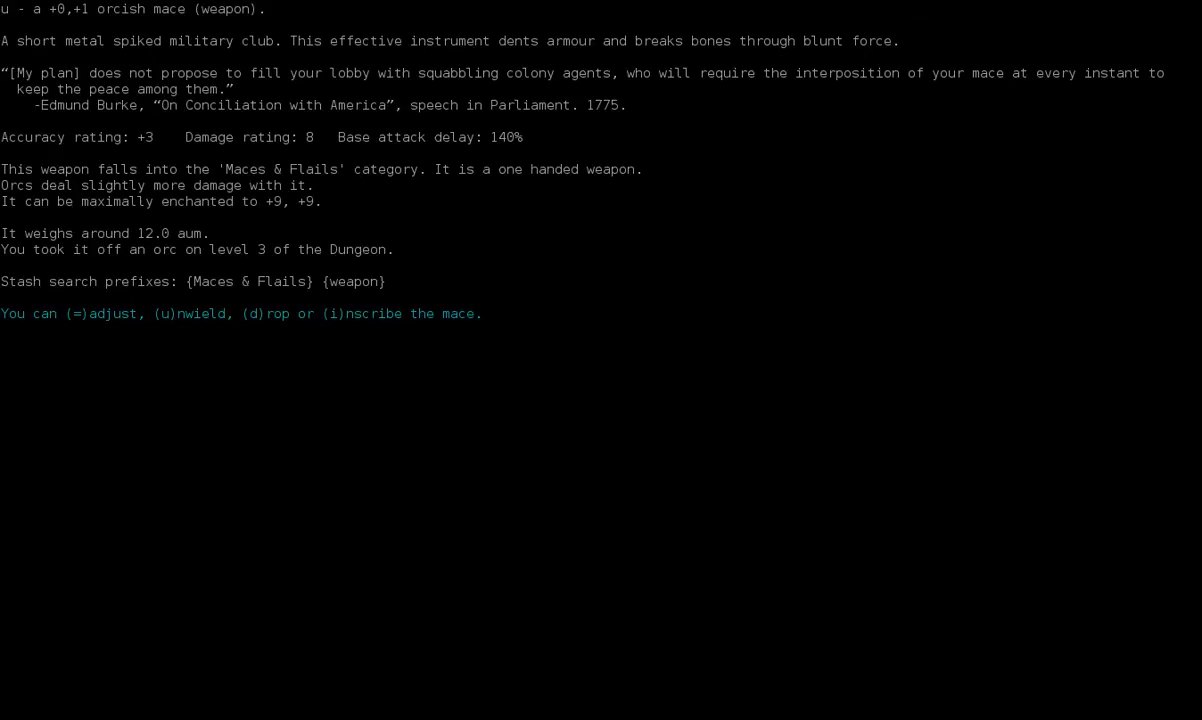 u - a +0,+1 orcish mace (weapon).
A short metal spiked military club. This effective instrument dents armour and breaks bones through blunt force.
“[My plan] does not propose to fill your lobby with squabbling colony agents, who will require the interposition of your mace at every instant to
keep the peace among them.”
-Edmund Burke, “On Conciliation with America”, speech in Parliament. 1775.
Accuracy rating: +3    Damage rating: 8   Base attack delay: 140%
This weapon falls into the 'Maces & Flails' category. It is a one handed weapon.
Orcs deal slightly more damage with it.
It can be maximally enchanted to +9, +9.
It weighs around 12.0 aum.
You took it off an orc on level 3 of the Dungeon.
Stash search prefixes: {Maces & Flails} {weapon}
You can (=)adjust, (u)nwield, (d)rop or (i)nscribe the mace.